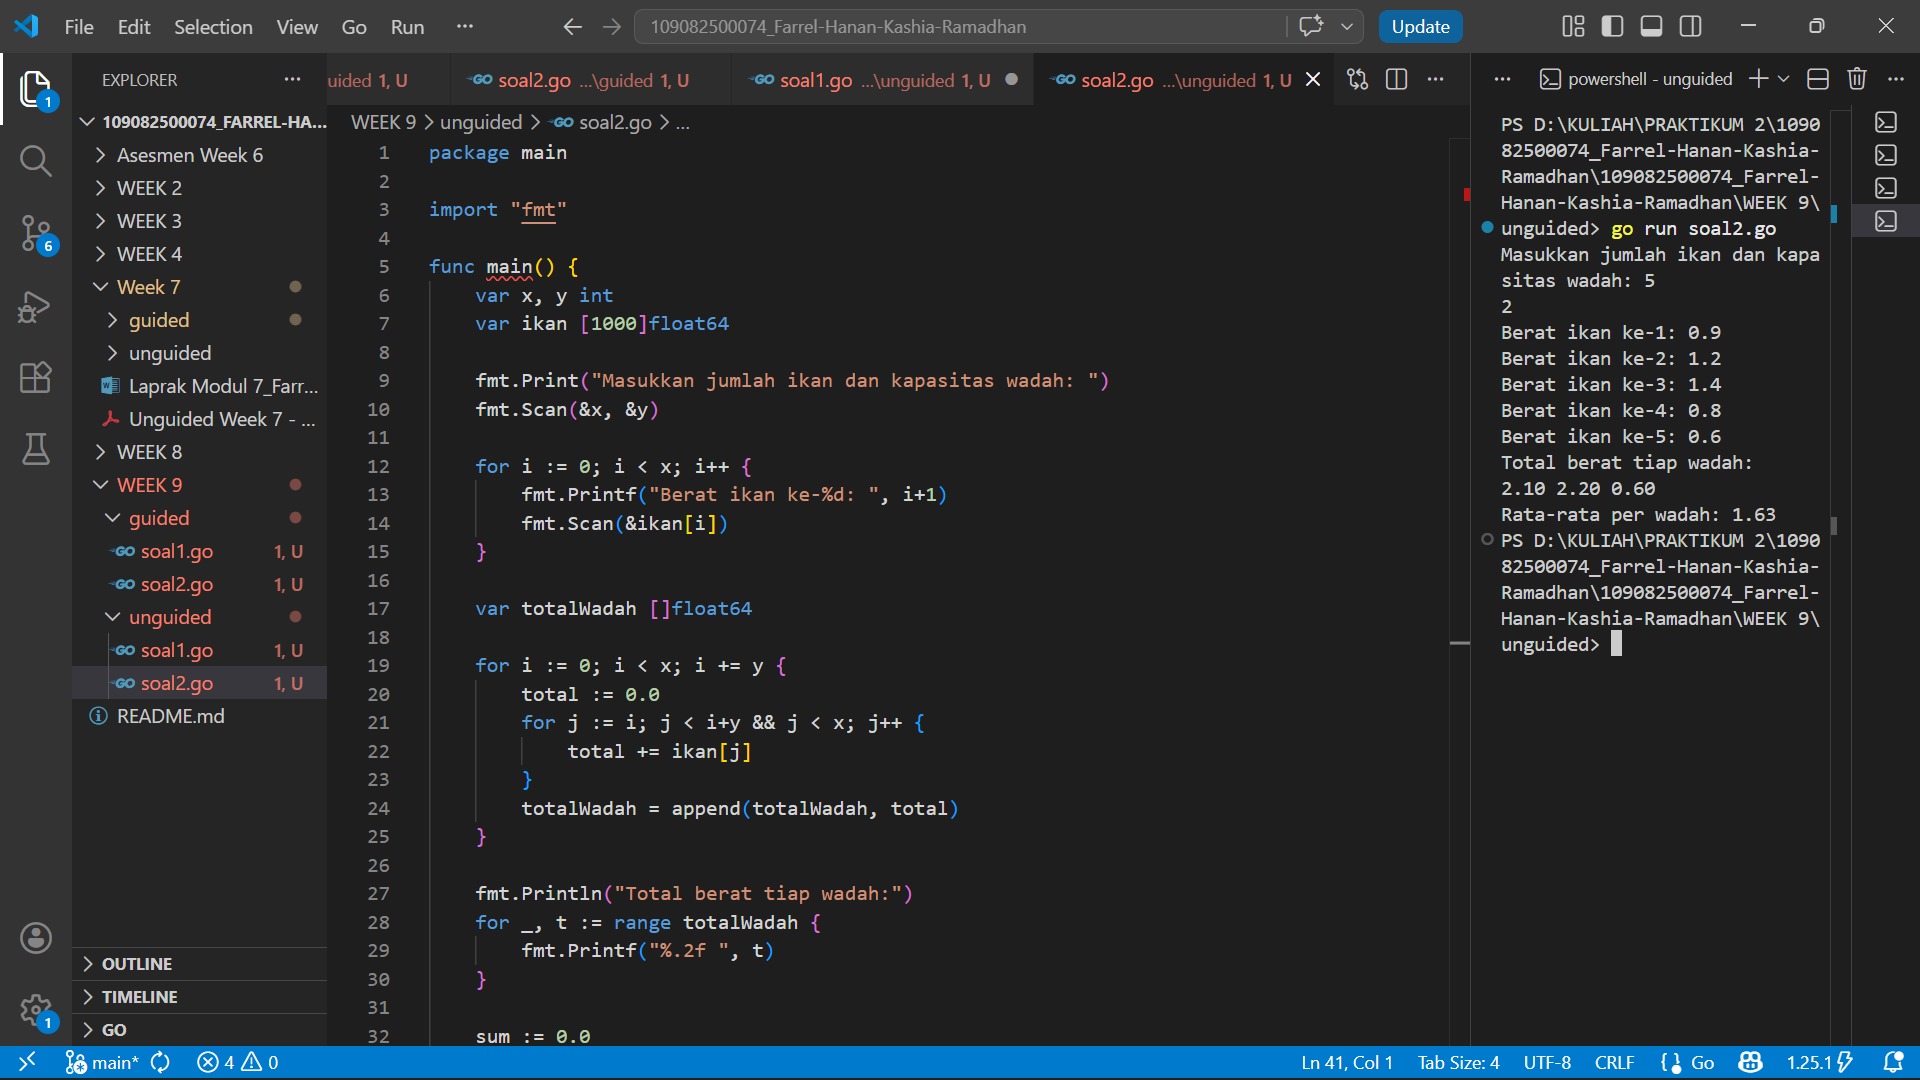 File Edit Selection View Go Run ... 109082500074_Farrel-Hanan-Kashia-Ramadhan Update
EXPLORER
109082500074_FARREL-HA...
Asesmen Week 6
WEEK 2
WEEK 3
WEEK 4
Week 7
guided
unguided
Laprak Modul 7_Farr...
Unguided Week 7 - ...
WEEK 8
WEEK 9
guided
soal1.go 1, U
soal2.go 1, U
unguided
soal1.go 1, U
soal2.go 1, U
README.md
OUTLINE
TIMELINE
GO
uided 1, U
GO soal2.go ...\guided 1, U
GO soal1.go ...\unguided 1, U
GO soal2.go ...\unguided 1, U
WEEK 9 > unguided > GO soal2.go > ...
1 package main
2
3 import "fmt"
4
5 func main() {
6 var x, y int
7 var ikan [1000]float64
8
9 fmt.Print("Masukkan jumlah ikan dan kapasitas wadah: ")
10 fmt.Scan(&x, &y)
11
12 for i := 0; i < x; i++ {
13 fmt.Printf("Berat ikan ke-%d: ", i+1)
14 fmt.Scan(&ikan[i])
15 }
16
17 var totalWadah []float64
18
19 for i := 0; i < x; i += y {
20 total := 0.0
21 for j := i; j < i+y && j < x; j++ {
22 total += ikan[j]
23 }
24 totalWadah = append(totalWadah, total)
25 }
26
27 fmt.Println("Total berat tiap wadah:")
28 for _, t := range totalWadah {
29 fmt.Printf("%.2f ", t)
30 }
31
32 sum := 0.0
powershell - unguided
PS D:\KULIAH\PRAKTIKUM 2\1090
82500074_Farrel-Hanan-Kashia-
Ramadhan\109082500074_Farrel-
Hanan-Kashia-Ramadhan\WEEK 9\
unguided> go run soal2.go
Masukkan jumlah ikan dan kapa
sitas wadah: 5
2
Berat ikan ke-1: 0.9
Berat ikan ke-2: 1.2
Berat ikan ke-3: 1.4
Berat ikan ke-4: 0.8
Berat ikan ke-5: 0.6
Total berat tiap wadah:
2.10 2.20 0.60
Rata-rata per wadah: 1.63
PS D:\KULIAH\PRAKTIKUM 2\1090
82500074_Farrel-Hanan-Kashia-
Ramadhan\109082500074_Farrel-
Hanan-Kashia-Ramadhan\WEEK 9\
unguided>
1
6
1
main* 4 0 Ln 41, Col 1 Tab Size: 4 UTF-8 CRLF {} Go 1.25.1